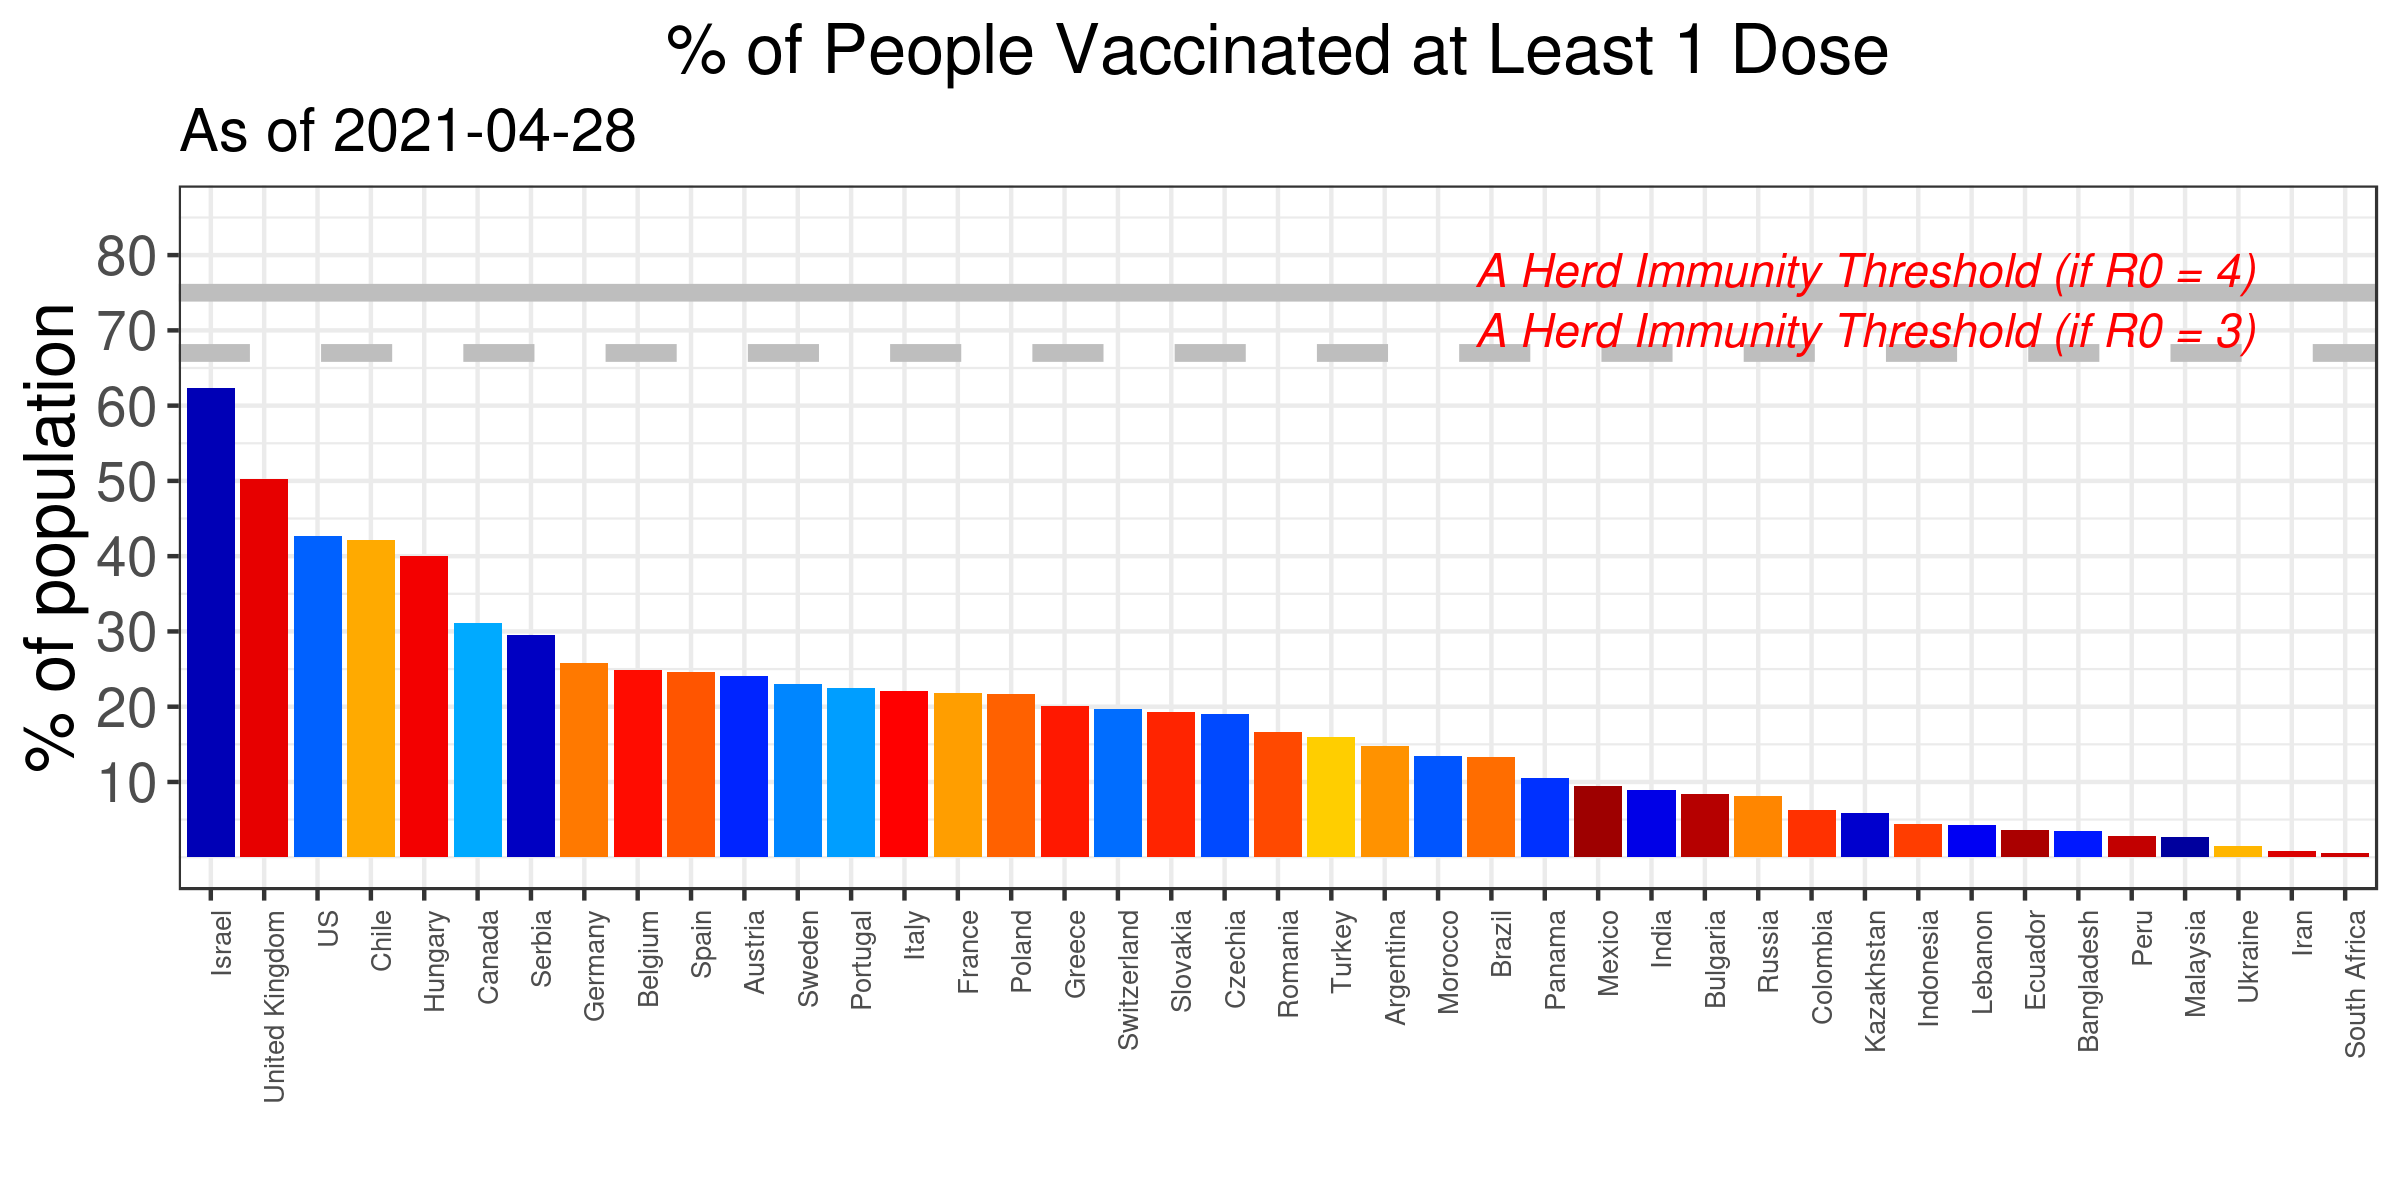 % of People Vaccinated at Least 1 Dose
As of 2021-04-28
% of population
80
70
60
50
40
30
20
10
A Herd Immunity Threshold (if R0 = 4)
A Herd Immunity Threshold (if R0 = 3)
Israel
United Kingdom
US
Chile
Hungary
Canada
Serbia
Germany
Belgium
Spain
Austria
Sweden
Portugal
Italy
France
Poland
Greece
Switzerland
Slovakia
Czechia
Romania
Turkey
Argentina
Morocco
Brazil
Panama
Mexico
India
Bulgaria
Russia
Colombia
Kazakhstan
Indonesia
Lebanon
Ecuador
Bangladesh
Peru
Malaysia
Ukraine
Iran
South Africa